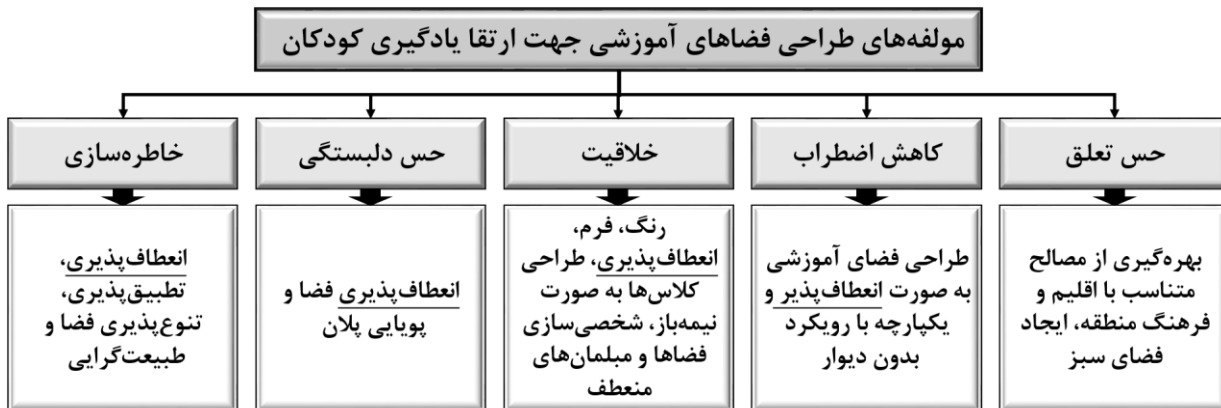 مولفه‌های طراحی فضاهای آموزشی جهت ارتقا یادگیری کودکان
حس تعلق
بهره‌گیری از مصالح
متناسب با اقلیم و
فرهنگ منطقه، ایجاد
فضای سبز
کاهش اضطراب
طراحی فضای آموزشی
به صورت انعطاف‌پذیر و
یکپارچه با رویکرد
بدون دیوار
خلاقیت
رنگ، فرم،
انعطاف‌پذیری، طراحی
کلاس‌ها به صورت
نیمه‌باز، شخصی‌سازی
فضاها و مبلمان‌های
منعطف
حس دلبستگی
انعطاف‌پذیری فضا و
پویایی پلان
خاطره‌سازی
انعطاف‌پذیری،
تطبیق‌پذیری،
تنوع‌پذیری فضا و
طبیعت‌گرایی